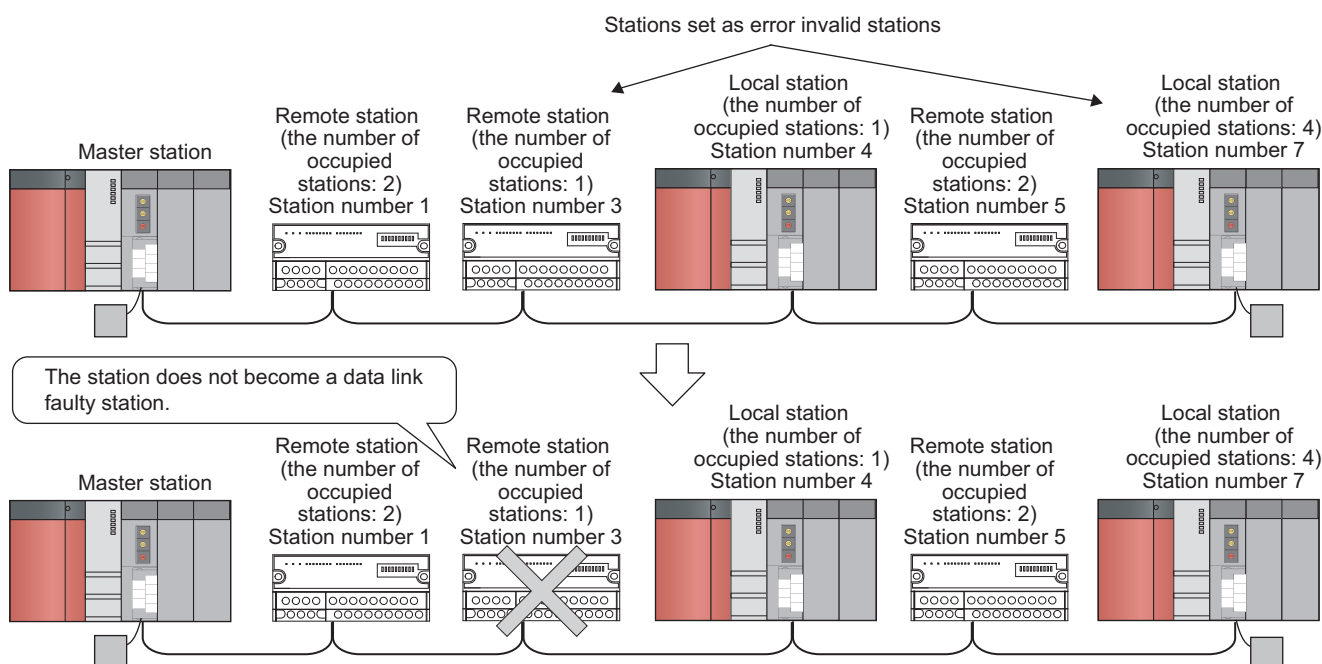 Stations set as error invalid stations
Master station
Remote station
(the number of
occupied
stations: 2)
Station number 1
Remote station
(the number of
occupied
stations: 1)
Station number 3
Local station
(the number of
occupied stations: 1)
Station number 4
Remote station
(the number of
occupied
stations: 2)
Station number 5
Local station
(the number of
occupied stations: 4)
Station number 7
The station does not become a data link
faulty station.
Master station
Remote station
(the number of
occupied
stations: 2)
Station number 1
Remote station
(the number of
occupied
stations: 1)
Station number 3
Local station
(the number of
occupied stations: 1)
Station number 4
Remote station
(the number of
occupied
stations: 2)
Station number 5
Local station
(the number of
occupied stations: 4)
Station number 7